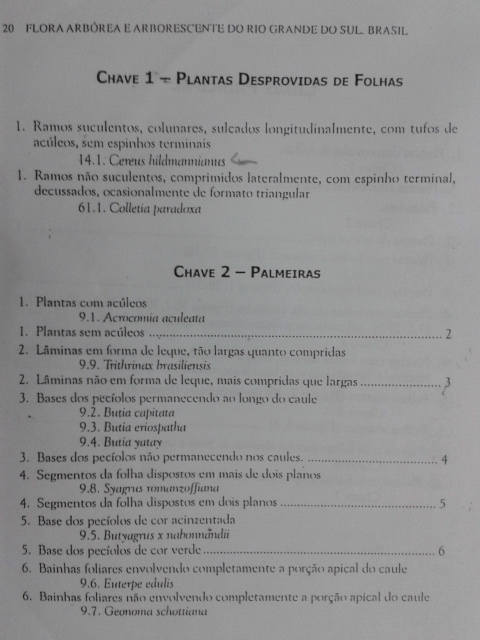 20 FLORA ARBÓREA E ARBORESCENTE DO RIO GRANDE DO SUL, BRASIL
CHAVE 1 – PLANTAS DESPROVIDAS DE FOLHAS
1. Ramos suculentos, colunares, sulcados longitudinalmente, com tufos de
acúleos, sem espinhos terminais
14.1. Cereus hildmannianus
1. Ramos não suculentos, comprimidos lateralmente, com espinho terminal,
decussados, ocasionalmente de formato triangular
61.1. Colletia paradoxa
CHAVE 2 – PALMEIRAS
1. Plantas com acúleos
9.1. Acrocomia aculeata
1. Plantas sem acúleos ........................................................ 2
2. Lâminas em forma de leque, tão largas quanto compridas
9.9. Trithrinax brasiliensis
2. Lâminas não em forma de leque, mais compridas que largas .................. 3
3. Bases dos pecíolos permanecendo ao longo do caule
9.2. Butia capitata
9.3. Butia eriospatha
9.4. Butia yatay
3. Bases dos pecíolos não permanecendo nos caules. .......................... 4
4. Segmentos da folha dispostos em mais de dois planos
9.8. Syagrus romanzoffiana
4. Segmentos da folha dispostos em dois planos ................................ 5
5. Base dos pecíolos de cor acinzentada
9.5. Butyagrus x nabonnandii
5. Base dos pecíolos de cor verde ............................................... 6
6. Bainhas foliares envolvendo completamente a porção apical do caule
9.6. Euterpe edulis
6. Bainhas foliares não envolvendo completamente a porção apical do caule
9.7. Geonoma schottiana